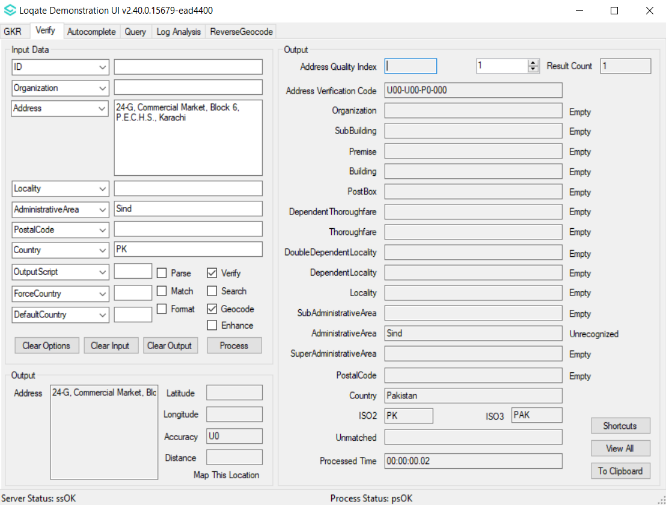 Loqate Demonstration UI v2.40.0.15679-ead4400
GKR Verify Autocomplete Query Log Analysis ReverseGeocode
Input Data
ID
Organization
Address 24-G, Commercial Market, Block 6,
P.E.C.H.S., Karachi
Locality
AdministrativeArea Sind
PostalCode
Country PK
OutputScript Parse Verify
ForceCountry Match Search
DefaultCountry Format Geocode
Enhance
Clear Options Clear Input Clear Output Process
Output
Address 24-G, Commercial Market, Blc Latitude
Longitude
Accuracy U0
Distance
Map This Location
Output
Address Quality Index 1 Result Count 1
Address Verfication Code U00-U00-P0-000
Organization Empty
SubBuilding Empty
Premise Empty
Building Empty
PostBox Empty
DependentThoroughfare Empty
Thoroughfare Empty
DoubleDependentLocality Empty
DependentLocality Empty
Locality Empty
SubAdministrativeArea Empty
AdministrativeArea Sind Unrecognized
SuperAdministrativeArea Empty
PostalCode Empty
Country Pakistan
ISO2 PK ISO3 PAK
Unmatched
Processed Time 00:00:00.02
Shortcuts
View All
To Clipboard
Server Status: ssOK Process Status: psOK